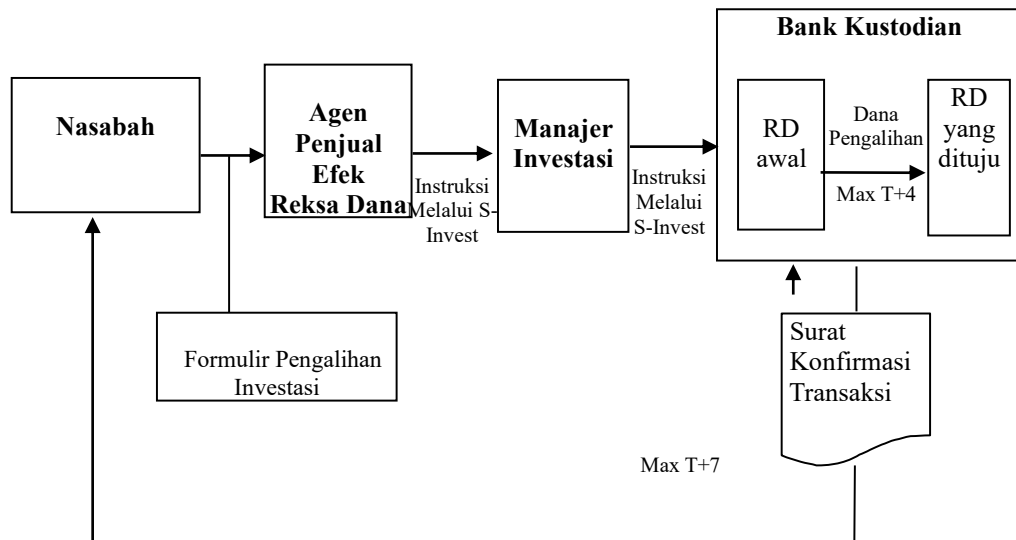 Bank Kustodian
Nasabah
Agen
Penjual
Efek
Reksa Dana
Manajer
Investasi
RD
awal
Dana
Pengalihan
Max T+4
RD
yang
dituju
Instruksi
Melalui S-
Invest
Instruksi
Melalui
S-Invest
Formulir Pengalihan
Investasi
Surat
Konfirmasi
Transaksi
Max T+7